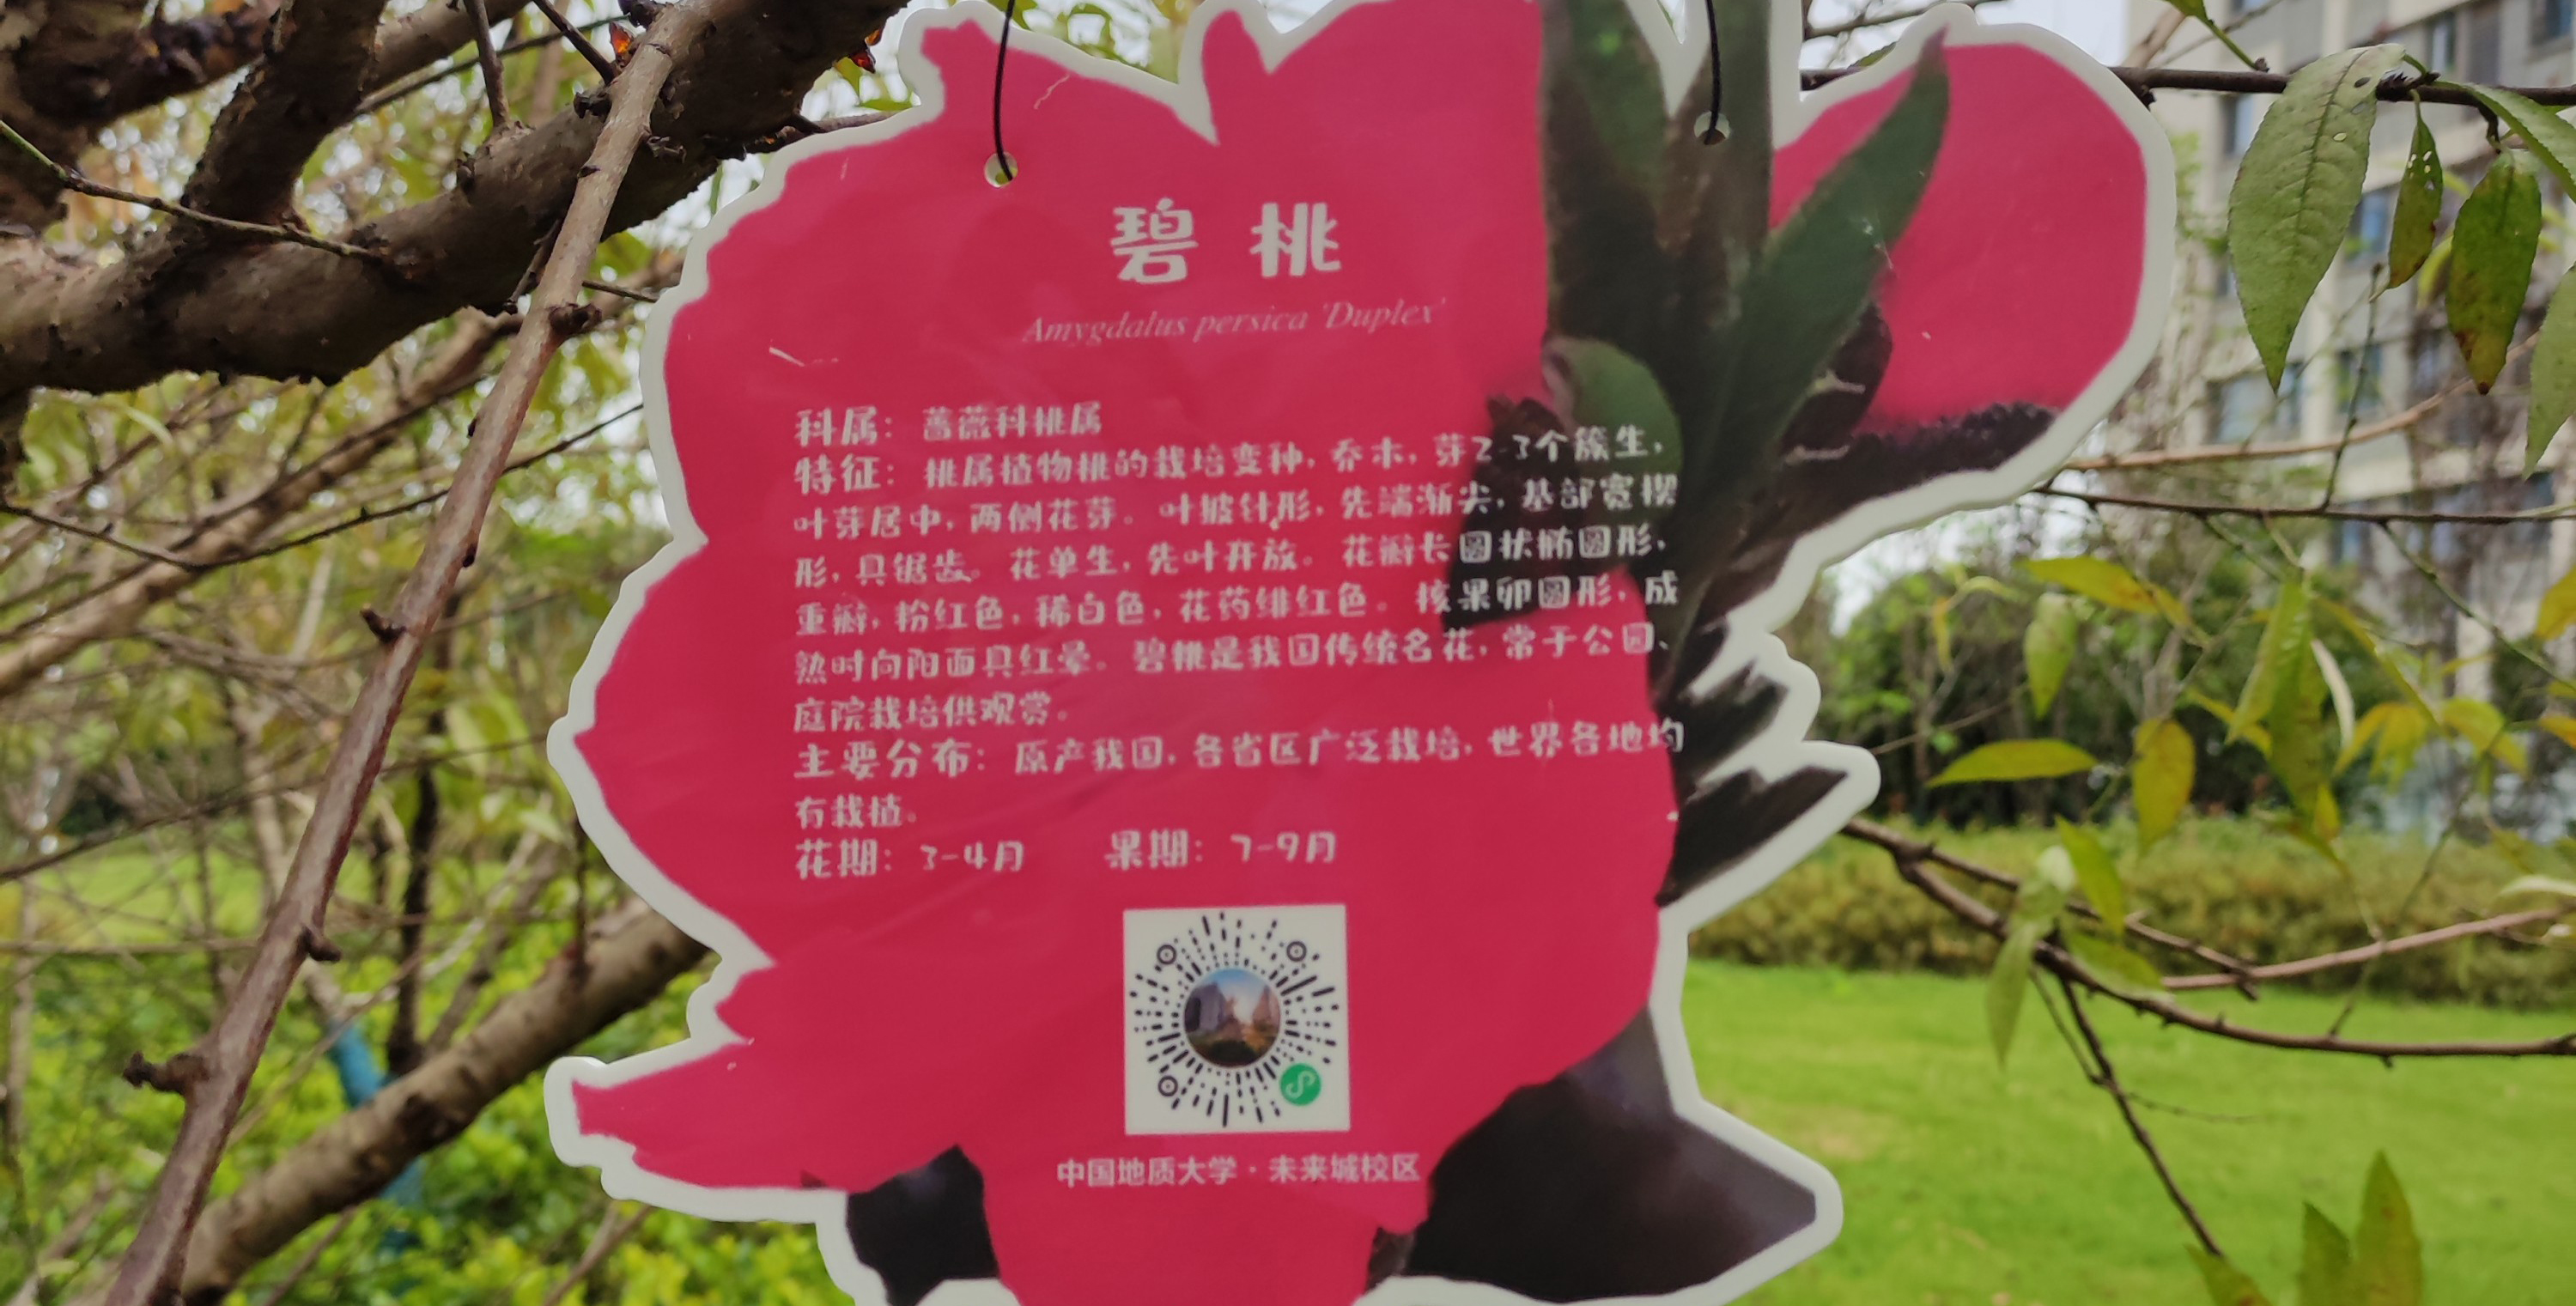 碧桃
Amygdalus persica 'Duplex'
科属：蔷薇科桃属
特征：桃属植物桃的栽培变种，乔木，芽2-3个簇生，
叶芽居中，两侧花芽。叶披针形，先端渐尖，基部宽楔
形，具锯齿。花单生，先叶开放。花瓣长圆状椭圆形，
重瓣，粉红色，稀白色，花药绯红色。核果卵圆形，成
熟时向阳面具红晕。碧桃是我国传统名花，常于公园、
庭院栽培供观赏。
主要分布：原产我国，各省区广泛栽培，世界各地均
有栽植。
花期：3-4月 果期：7-9月
中国地质大学·未来城校区